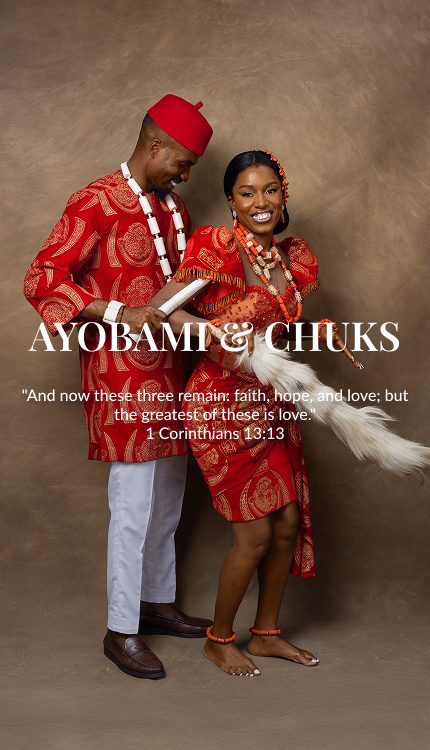 AYOBAMI & CHUKS
"And now these three remain: faith, hope, and love; but
the greatest of these is love."
1 Corinthians 13:13